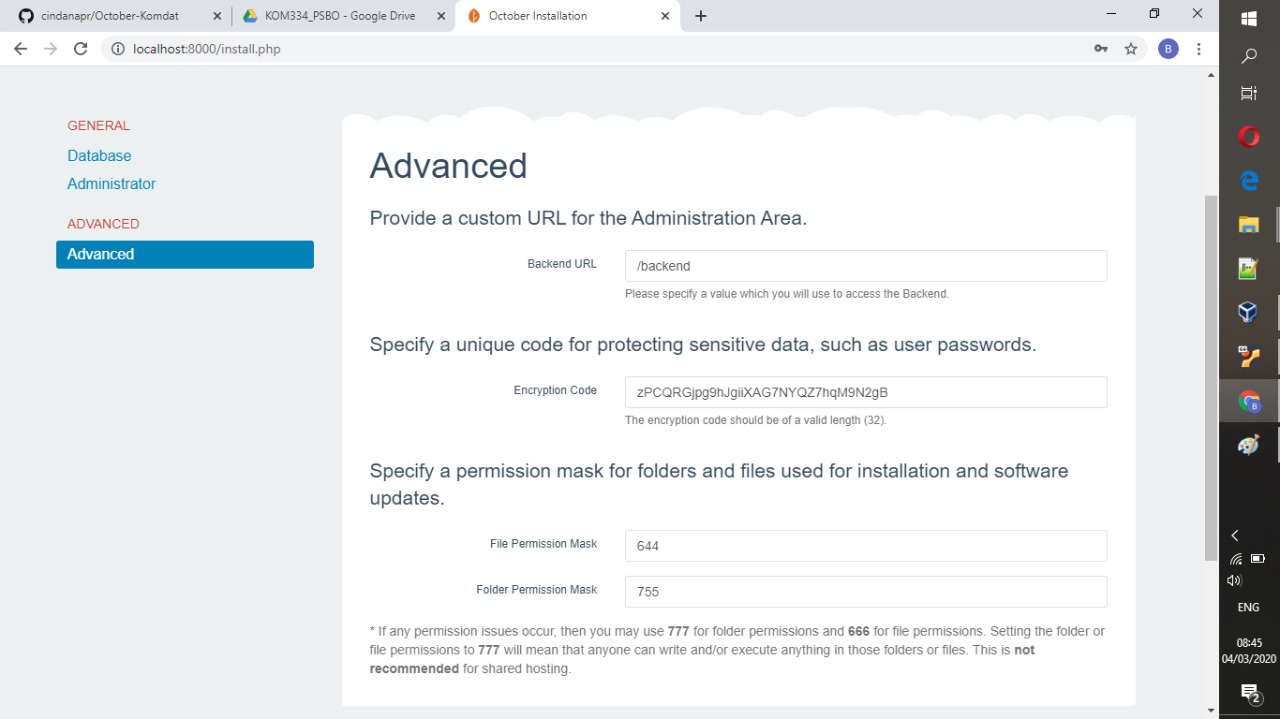 cindanapr/October-Komdat
KOM334_PSBO - Google Drive
October Installation
localhost:8000/install.php
B
GENERAL
Database
Administrator
ADVANCED
Advanced
Advanced
Provide a custom URL for the Administration Area.
Backend URL
/backend
Please specify a value which you will use to access the Backend.
Specify a unique code for protecting sensitive data, such as user passwords.
Encryption Code
zPCQRGjpg9hJgiiXAG7NYQZ7hqM9N2gB
The encryption code should be of a valid length (32).
Specify a permission mask for folders and files used for installation and software
updates.
File Permission Mask
644
Folder Permission Mask
755
* If any permission issues occur, then you may use 777 for folder permissions and 666 for file permissions. Setting the folder or
file permissions to 777 will mean that anyone can write and/or execute anything in those folders or files. This is not
recommended for shared hosting.
64
B
ENG
08:45
04/03/2020
2